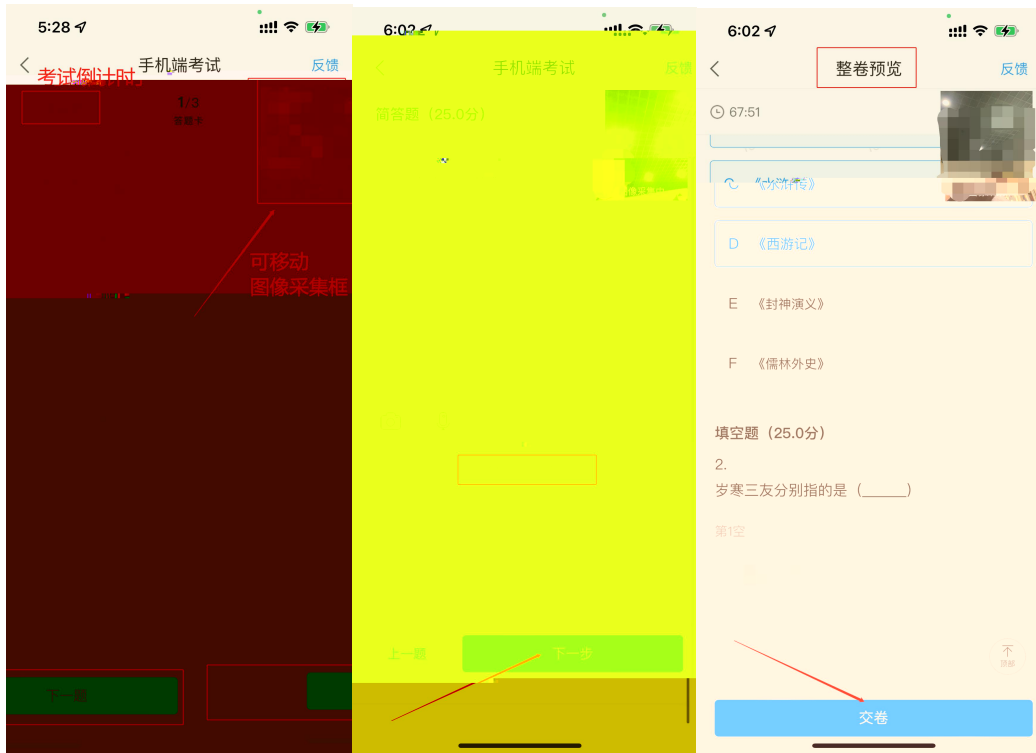 5:28
手机端考试
反馈
考试倒计时
1/3
答题卡
可移动
图像采集框
下一题
6:02
手机端考试
反馈
简答题（25.0分）
上一题
下一步
6:02
整卷预览
反馈
67:51
《水浒传》
D 《西游记》
E 《封神演义》
F 《儒林外史》
填空题（25.0分）
2.
岁寒三友分别指的是（______）
第1空
顶部
交卷